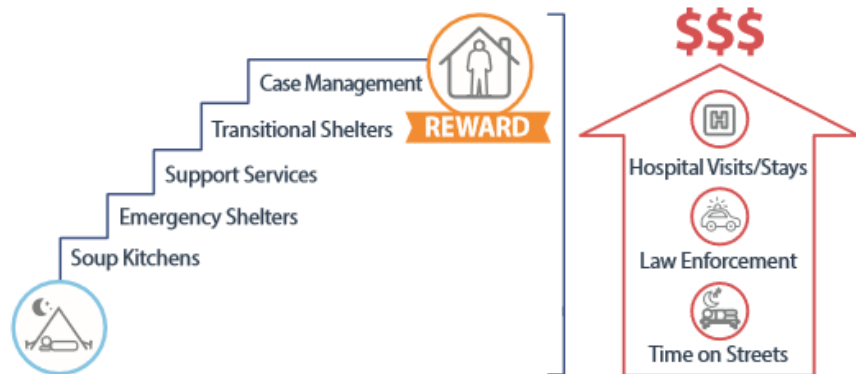 Case Management
Transitional Shelters
REWARD
Support Services
Emergency Shelters
Soup Kitchens
$$$
H
Hospital Visits/Stays
Law Enforcement
Time on Streets